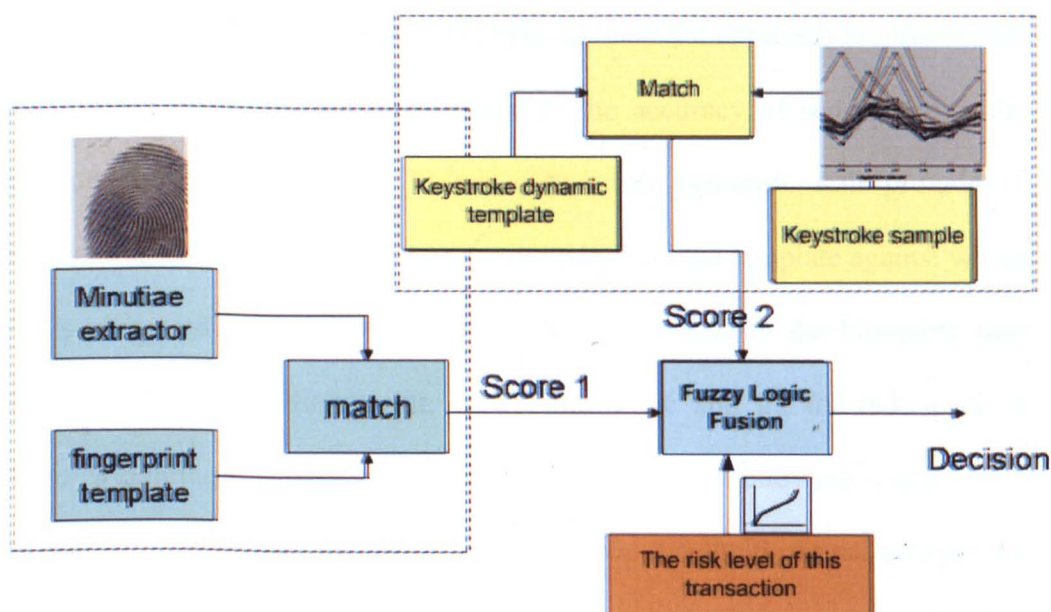 Match
Keystroke dynamic
template
Keystroke sample
Minutiae
extractor
fingerprint
template
match
Score 1
Score 2
Fuzzy Logic
Fusion
Decision
The risk level of this
transaction